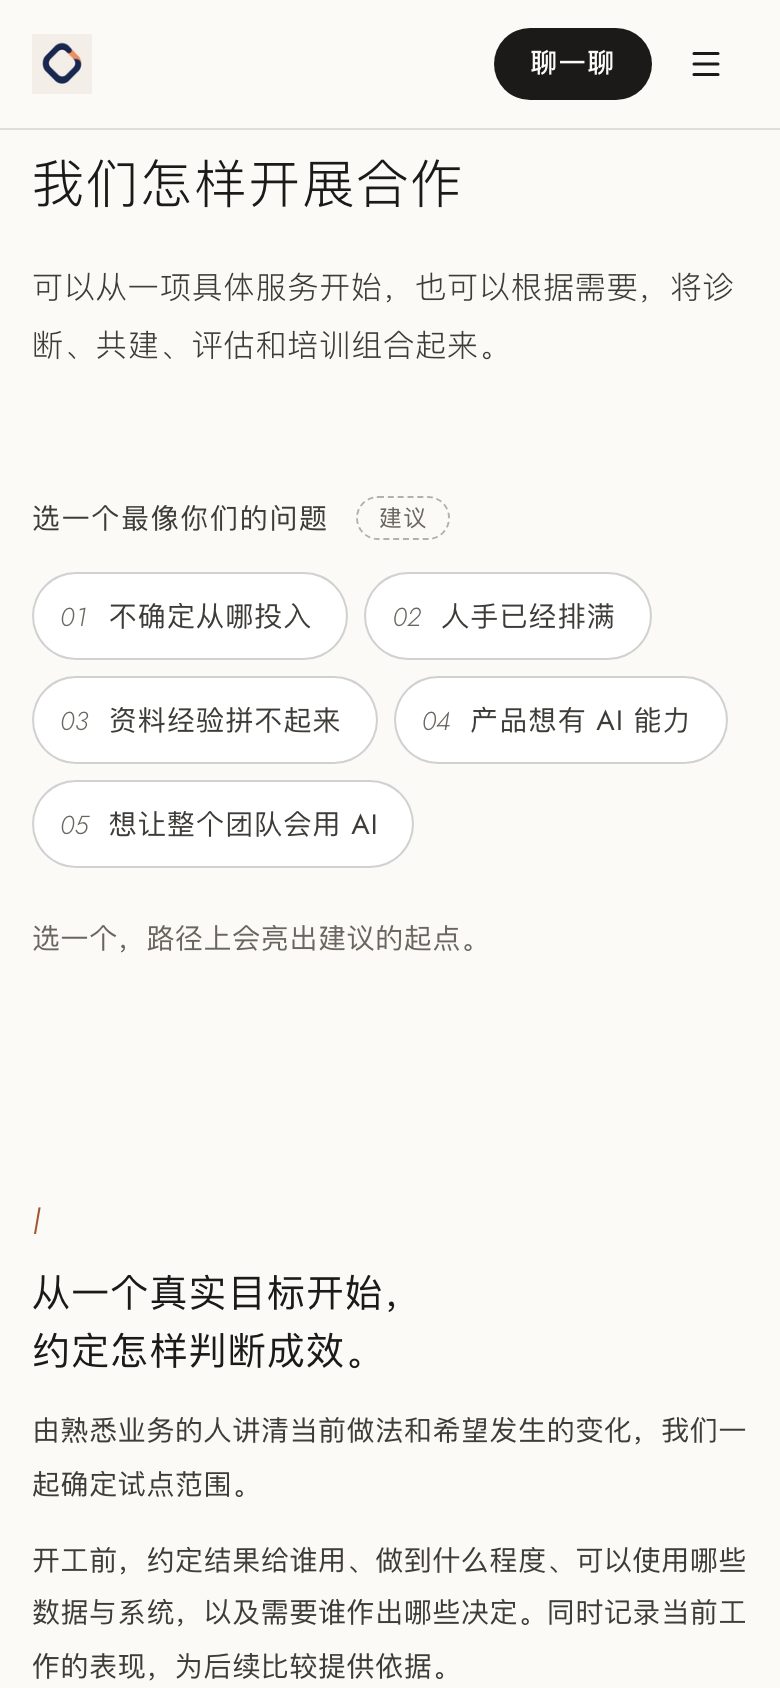 聊一聊
我们怎样开展合作
可以从一项具体服务开始，也可以根据需要，将诊
断、共建、评估和培训组合起来。
选一个最像你们的问题 建议
01 不确定从哪投入 02 人手已经排满
03 资料经验拼不起来 04 产品想有 AI 能力
05 想让整个团队会用 AI
选一个，路径上会亮出建议的起点。
/
从一个真实目标开始，
约定怎样判断成效。
由熟悉业务的人讲清当前做法和希望发生的变化，我们一
起确定试点范围。
开工前，约定结果给谁用、做到什么程度、可以使用哪些
数据与系统，以及需要谁作出哪些决定。同时记录当前工
作的表现，为后续比较提供依据。